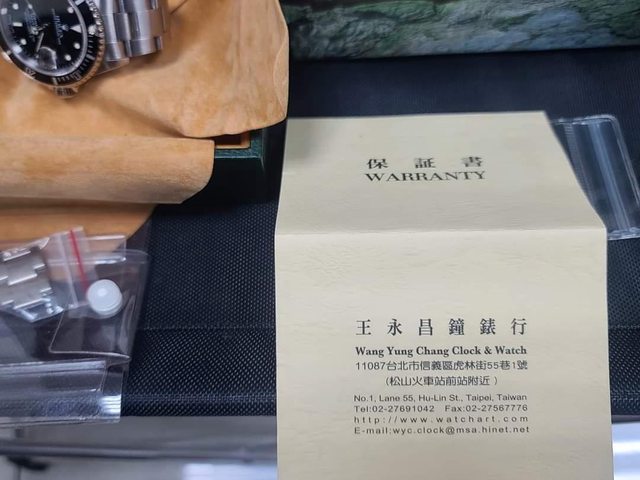 保 証 書
WARRANTY
王永昌鐘錶行
Wang Yung Chang Clock & Watch
11087台北市信義區虎林街55巷1號
(松山火車站前站附近)
No.1, Lane 55, Hu-Lin St., Taipei, Taiwan
Tel:02-27691042 Fax:02-27567776
http://www.watchart.com
E-mail:wyc.clock@msa.hinet.net